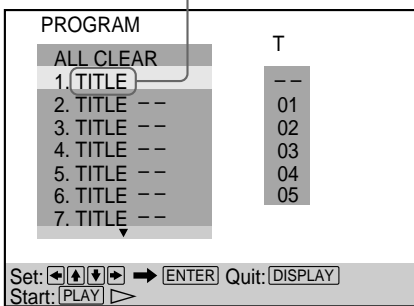 PROGRAM
T
ALL CLEAR
1. TITLE
2. TITLE – –
3. TITLE – –
4. TITLE – –
5. TITLE – –
6. TITLE – –
7. TITLE – –
– –
01
02
03
04
05
Set: ENTER Quit: DISPLAY
Start: PLAY